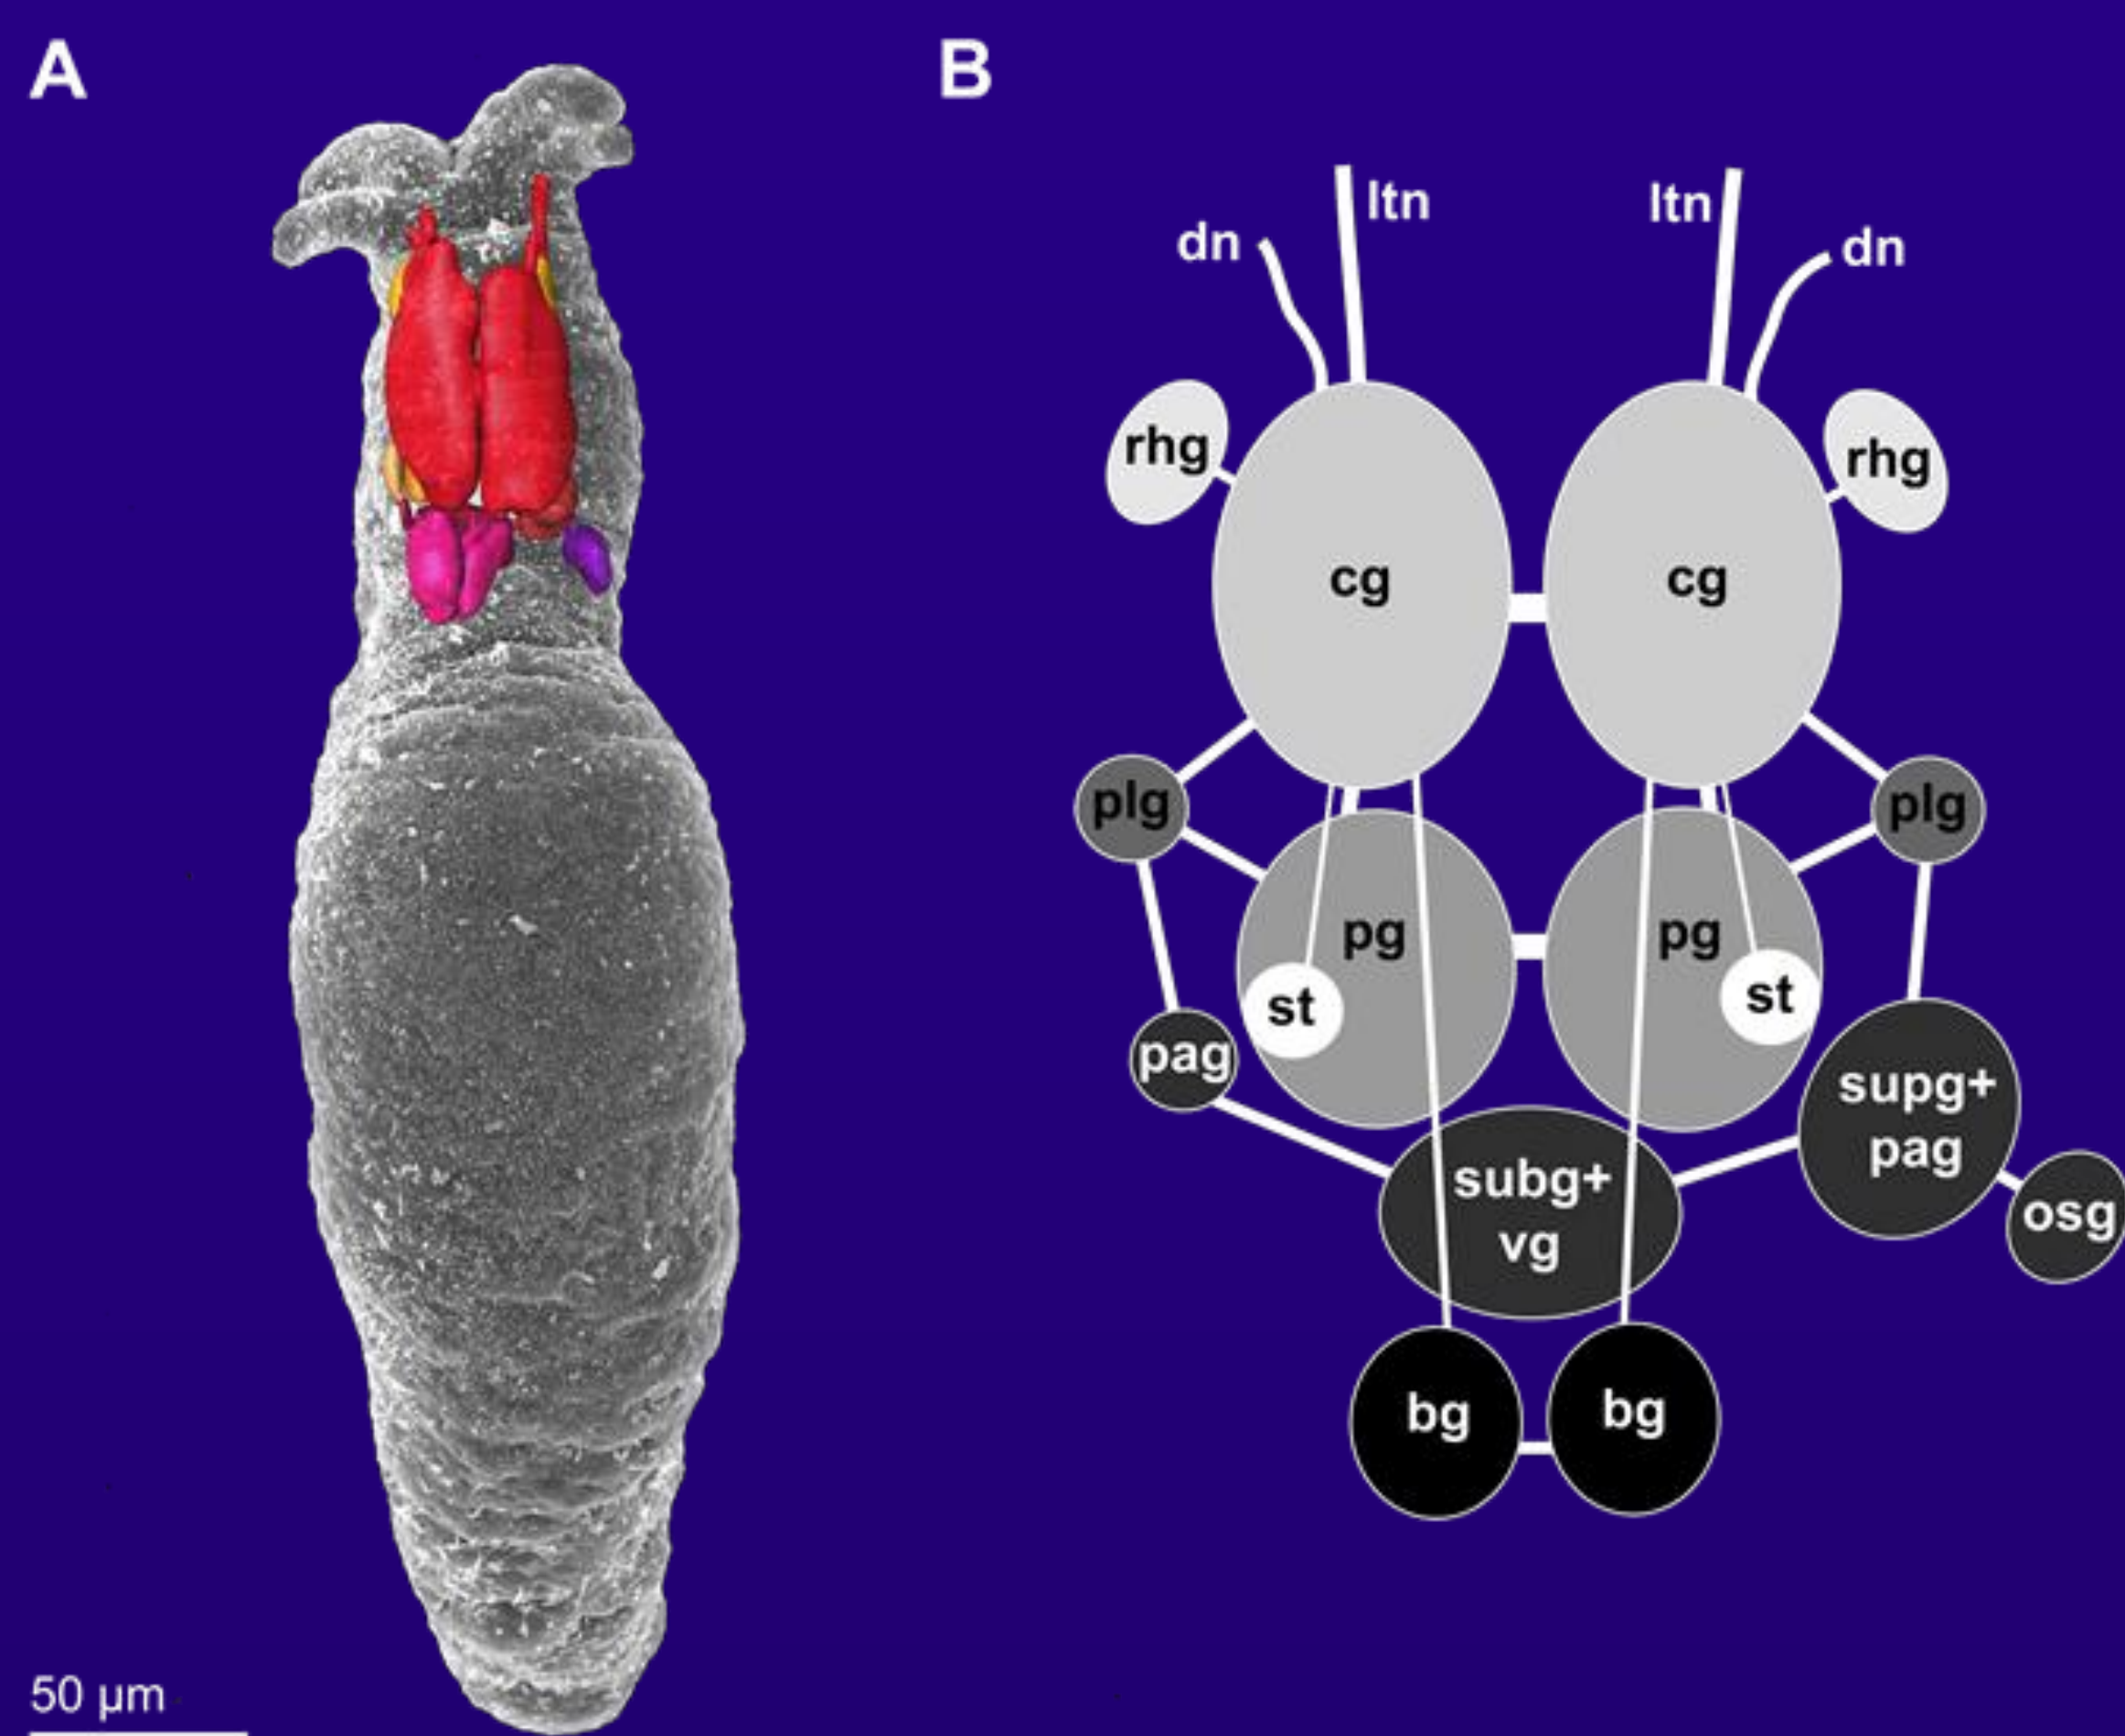 A
B
ltn
ltn
dn
dn
rhg
rhg
cg
cg
plg
plg
pg
pg
st
st
pag
supg+
pag
subg+
vg
osg
bg
bg
50 µm